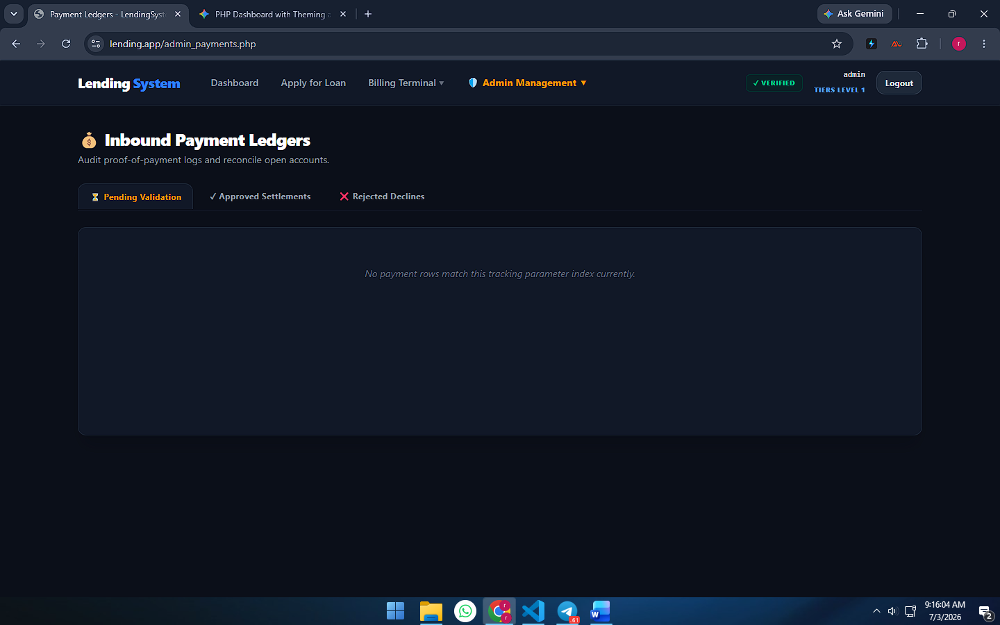 Payment Ledgers - LendingSyst
PHP Dashboard with Theming a
Ask Gemini
lending.app/admin_payments.php
r
Lending System
Dashboard
Apply for Loan
Billing Terminal ▾
Admin Management ▼
✓ VERIFIED
admin
TIERS LEVEL 1
Logout
Inbound Payment Ledgers
Audit proof-of-payment logs and reconcile open accounts.
Pending Validation
✓ Approved Settlements
❌ Rejected Declines
No payment rows match this tracking parameter index currently.
r
r
61
W
9:16:04 AM
7/3/2026
2